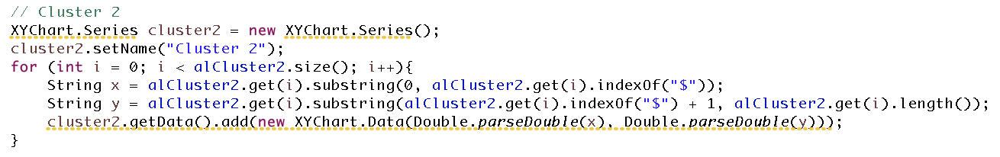 // Cluster 2
XYChart.Series cluster2 = new XYChart.Series();
cluster2.setName("Cluster 2");
for (int i = 0; i < alCluster2.size(); i++){
    String x = alCluster2.get(i).substring(0, alCluster2.get(i).indexOf("$"));
    String y = alCluster2.get(i).substring(alCluster2.get(i).indexOf("$") + 1, alCluster2.get(i).length());
    cluster2.getData().add(new XYChart.Data(Double.parseDouble(x), Double.parseDouble(y)));
}